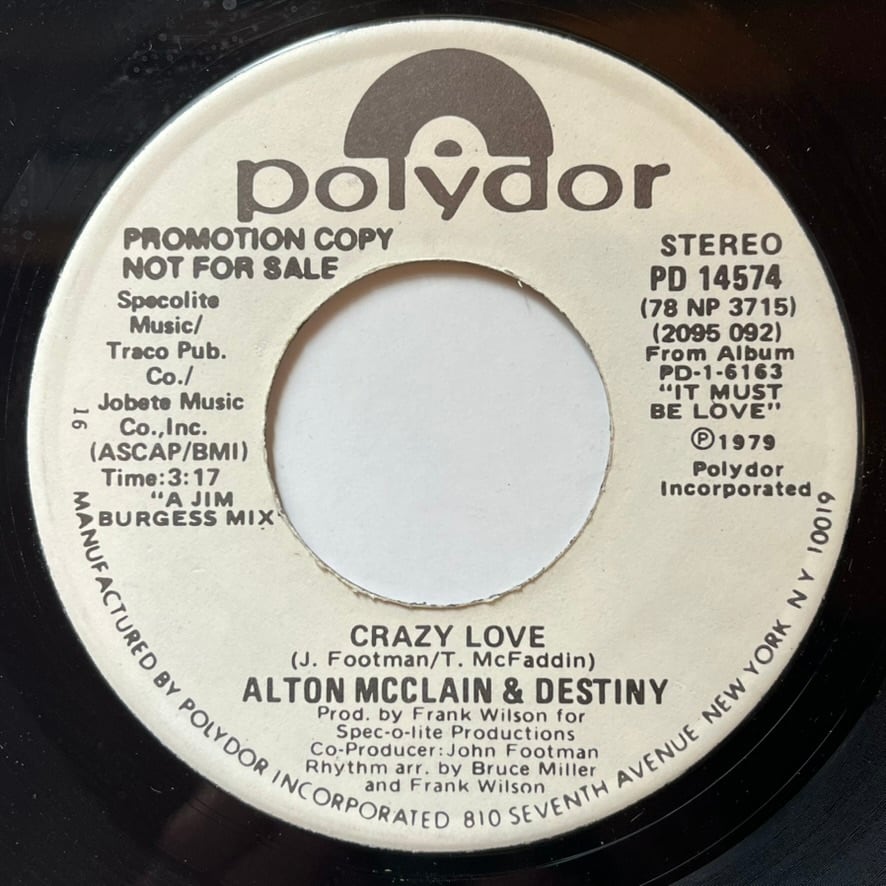 polydor
PROMOTION COPY
NOT FOR SALE
Specolite
Music/
Traco Pub.
Co./
Jobete Music
Co.,Inc.
(ASCAP/BMI)
Time:3:17
"A JIM
BURGESS MIX
16
STEREO
PD 14574
(78 NP 3715)
(2095 092)
From Album
PD-1-6163
"IT MUST
BE LOVE"
Ⓟ1979
Polydor
Incorporated
CRAZY LOVE
(J. Footman/T. McFaddin)
ALTON MCCLAIN & DESTINY
Prod. by Frank Wilson for
Spec-o-lite Productions
Co-Producer: John Footman
Rhythm arr. by Bruce Miller
and Frank Wilson
MANUFACTURED BY POLYDOR INCORPORATED 810 SEVENTH AVENUE NEW YORK N Y 10019